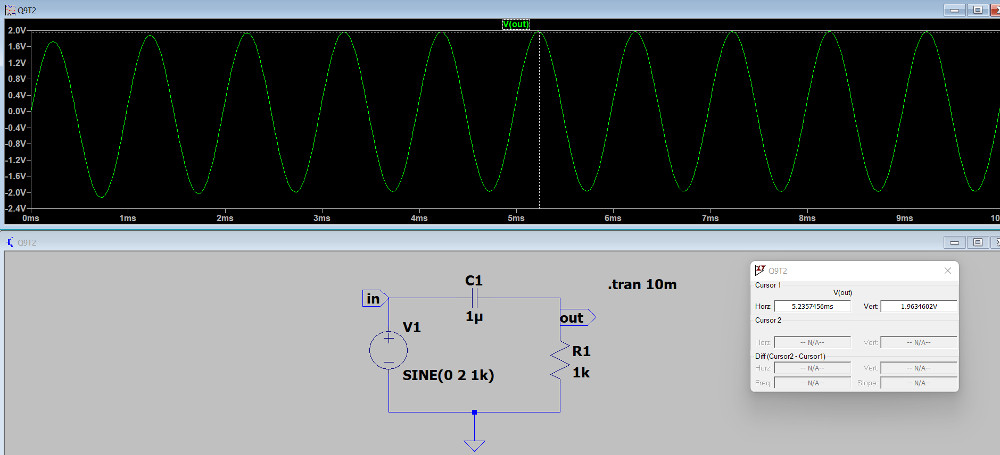 Q9T2
V(out)
2.0V
1.6V
1.2V
0.8V
0.4V
0.0V
-0.4V
-0.8V
-1.2V
-1.6V
-2.0V
-2.4V
0ms 1ms 2ms 3ms 4ms 5ms 6ms 7ms 8ms 9ms 10
Q9T2
C1
in
1µ
.tran 10m
out
V1
R1
1k
SINE(0 2 1k)
Q9T2
Cursor 1
V(out)
Horz: 5.2357456ms Vert: 1.9634602V
Cursor 2
Horz: -- N/A-- Vert: -- N/A--
Diff (Cursor2 - Cursor1)
Horz: -- N/A-- Vert: -- N/A--
Freq: -- N/A-- Slope: -- N/A--